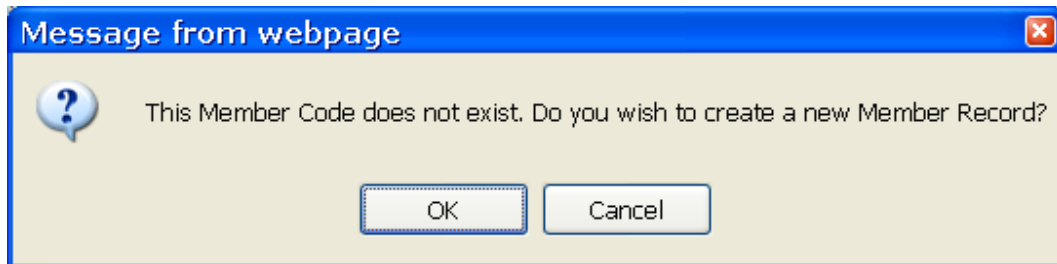 Message from webpage
This Member Code does not exist. Do you wish to create a new Member Record?
OK Cancel